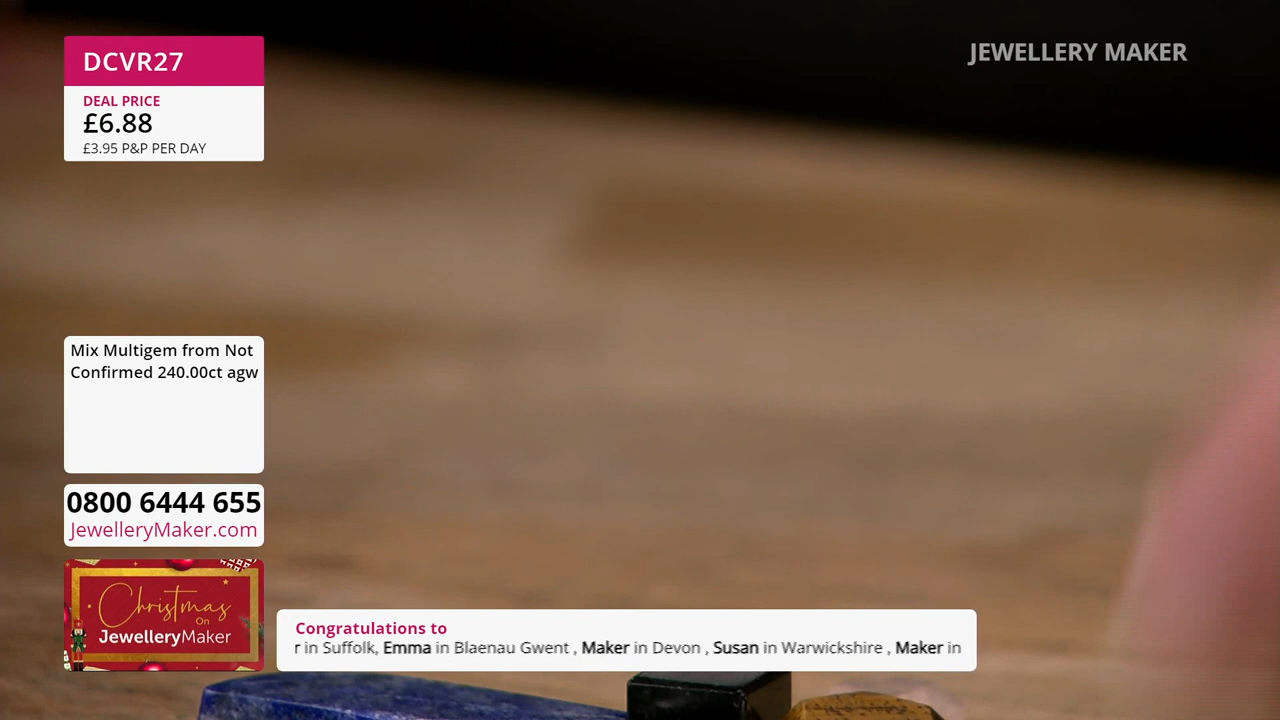 DCVR27
DEAL PRICE
£6.88
£3.95 P&P PER DAY
JEWELLERY MAKER
Mix Multigem from Not
Confirmed 240.00ct agw
0800 6444 655
JewelleryMaker.com
Christmas
On
JewelleryMaker
Congratulations to
r in Suffolk, Emma in Blaenau Gwent , Maker in Devon , Susan in Warwickshire , Maker in